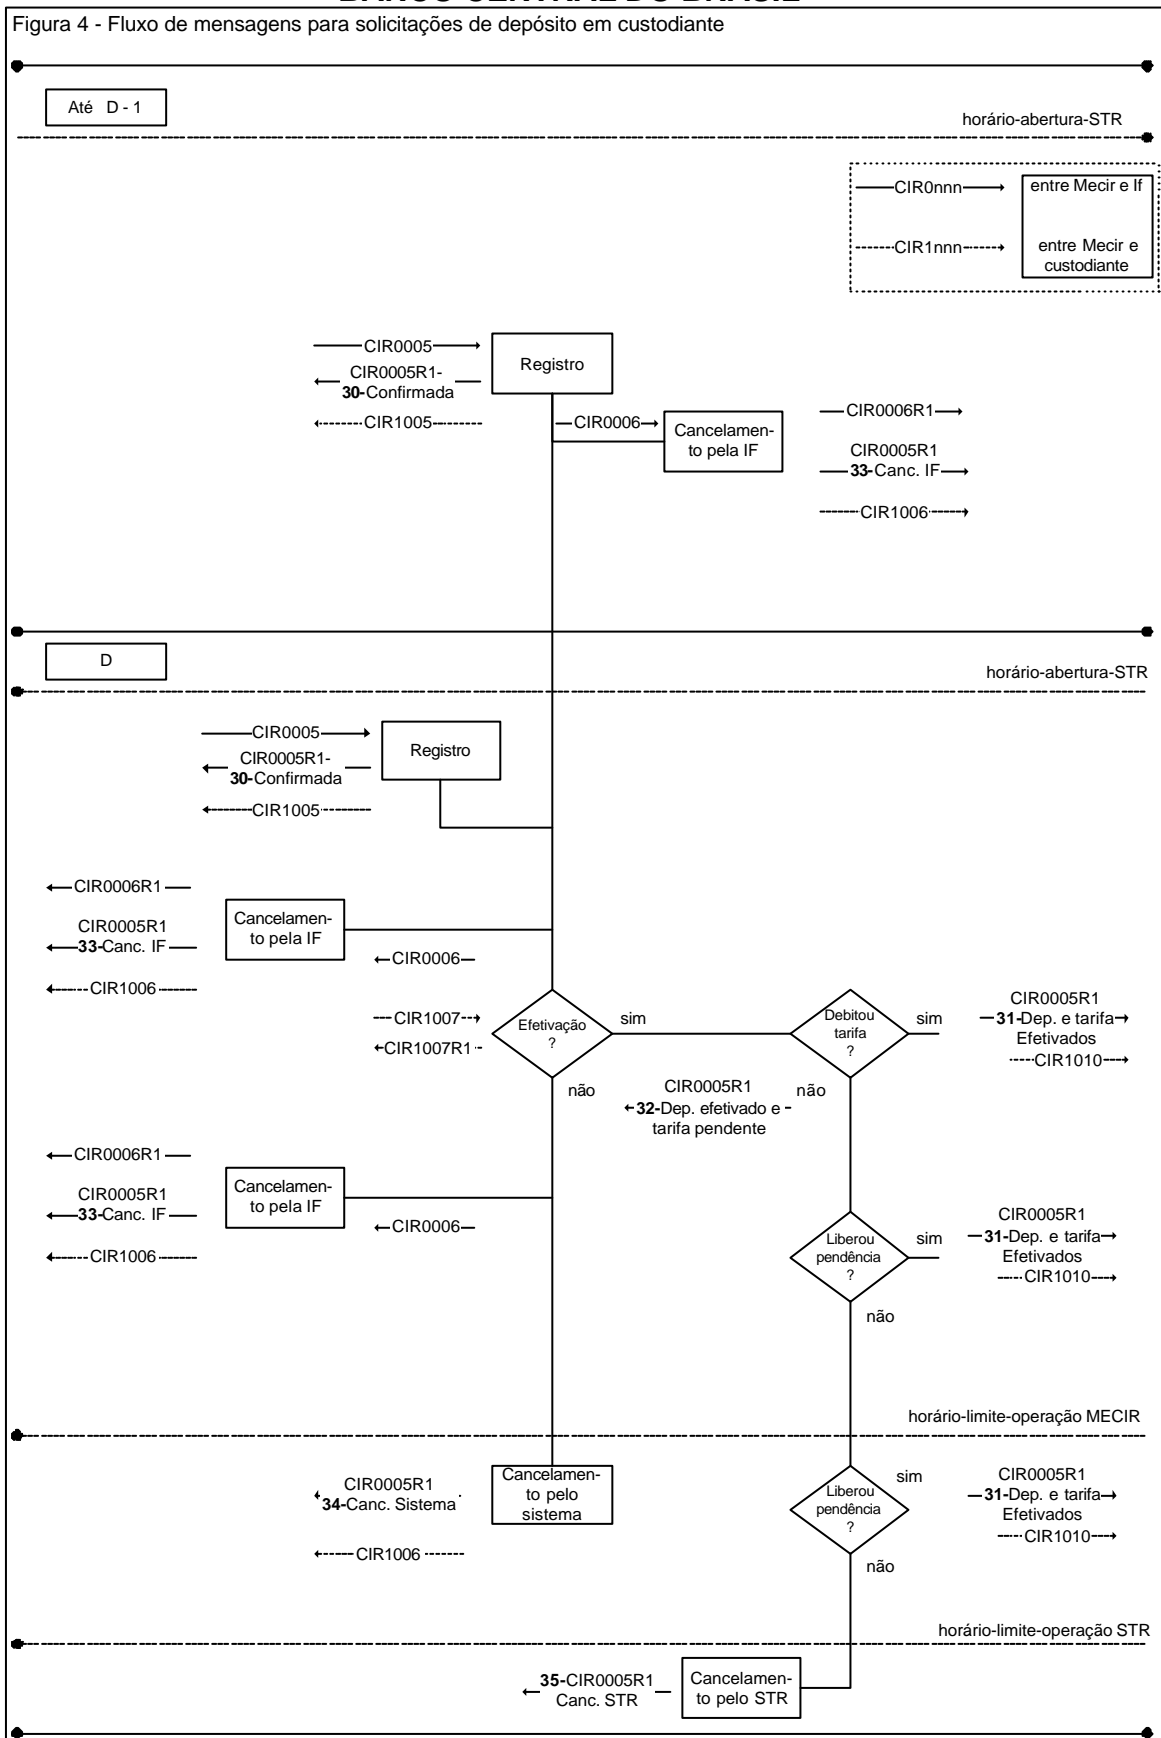 BANCO CENTRAL DO BRASIL
Figura 4 - Fluxo de mensagens para solicitações de depósito em custodiante
Até D - 1
horário-abertura-STR
CIR0nnn
entre Mecir e If
CIR1nnn
entre Mecir e
custodiante
CIR0005
CIR0005R1-
30-Confirmada
CIR1005
Registro
CIR0006
Cancelamen-
to pela IF
CIR0006R1
CIR0005R1
33-Canc. IF
CIR1006
D
horário-abertura-STR
CIR0005
CIR0005R1-
30-Confirmada
CIR1005
Registro
CIR0006R1
CIR0005R1
33-Canc. IF
CIR1006
Cancelamen-
to pela IF
CIR0006
CIR1007
CIR1007R1
Efetivação
?
sim
não
Debitou
tarifa
?
sim
não
CIR0005R1
31-Dep. e tarifa
Efetivados
CIR1010
CIR0005R1
32-Dep. efetivado e
tarifa pendente
CIR0006R1
CIR0005R1
33-Canc. IF
CIR1006
Cancelamen-
to pela IF
CIR0006
Liberou
pendência
?
sim
não
CIR0005R1
31-Dep. e tarifa
Efetivados
CIR1010
horário-limite-operação MECIR
CIR0005R1
34-Canc. Sistema
CIR1006
Cancelamen-
to pelo
sistema
Liberou
pendência
?
sim
não
CIR0005R1
31-Dep. e tarifa
Efetivados
CIR1010
horário-limite-operação STR
35-CIR0005R1
Canc. STR
Cancelamen-
to pelo STR